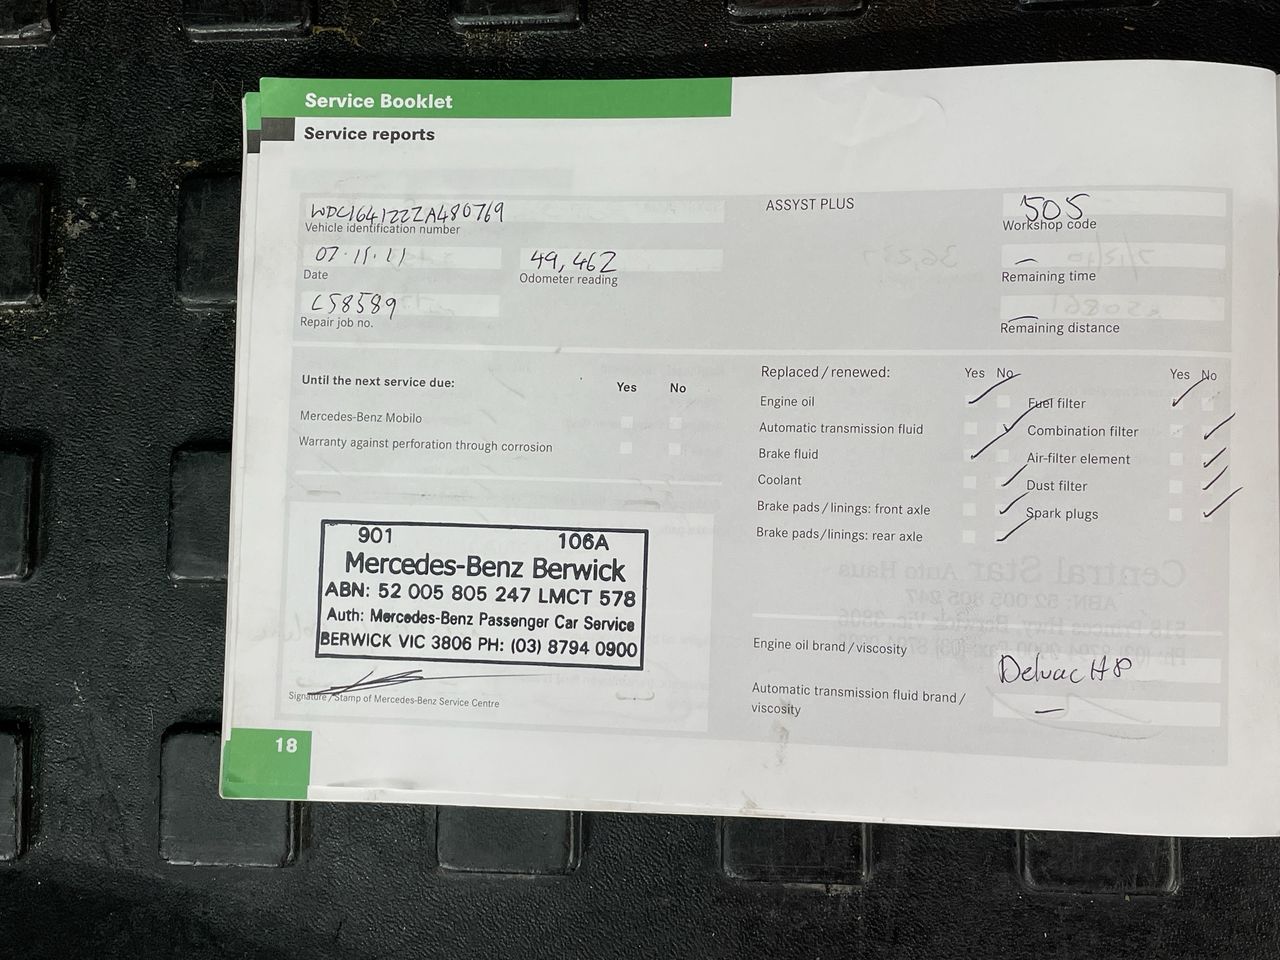 Service Booklet
Service reports
WDC164122ZA480769
Vehicle identification number
ASSYST PLUS
505
Workshop code
07.11.11
Date
49,462
Odometer reading
Remaining time
C58589
Repair job no.
Remaining distance
Until the next service due:
Yes No
Mercedes-Benz Mobilo
Warranty against perforation through corrosion
Replaced / renewed:
Yes No
Yes No
Engine oil
Fuel filter
Automatic transmission fluid
Combination filter
Brake fluid
Air-filter element
Coolant
Dust filter
Brake pads / linings: front axle
Spark plugs
Brake pads/linings: rear axle
901 106A
Mercedes-Benz Berwick
ABN: 52 005 805 247 LMCT 578
Auth: Mercedes-Benz Passenger Car Service
BERWICK VIC 3806 PH: (03) 8794 0900
Signature / Stamp of Mercedes-Benz Service Centre
Engine oil brand / viscosity
Delvac HP
Automatic transmission fluid brand /
viscosity
—
18